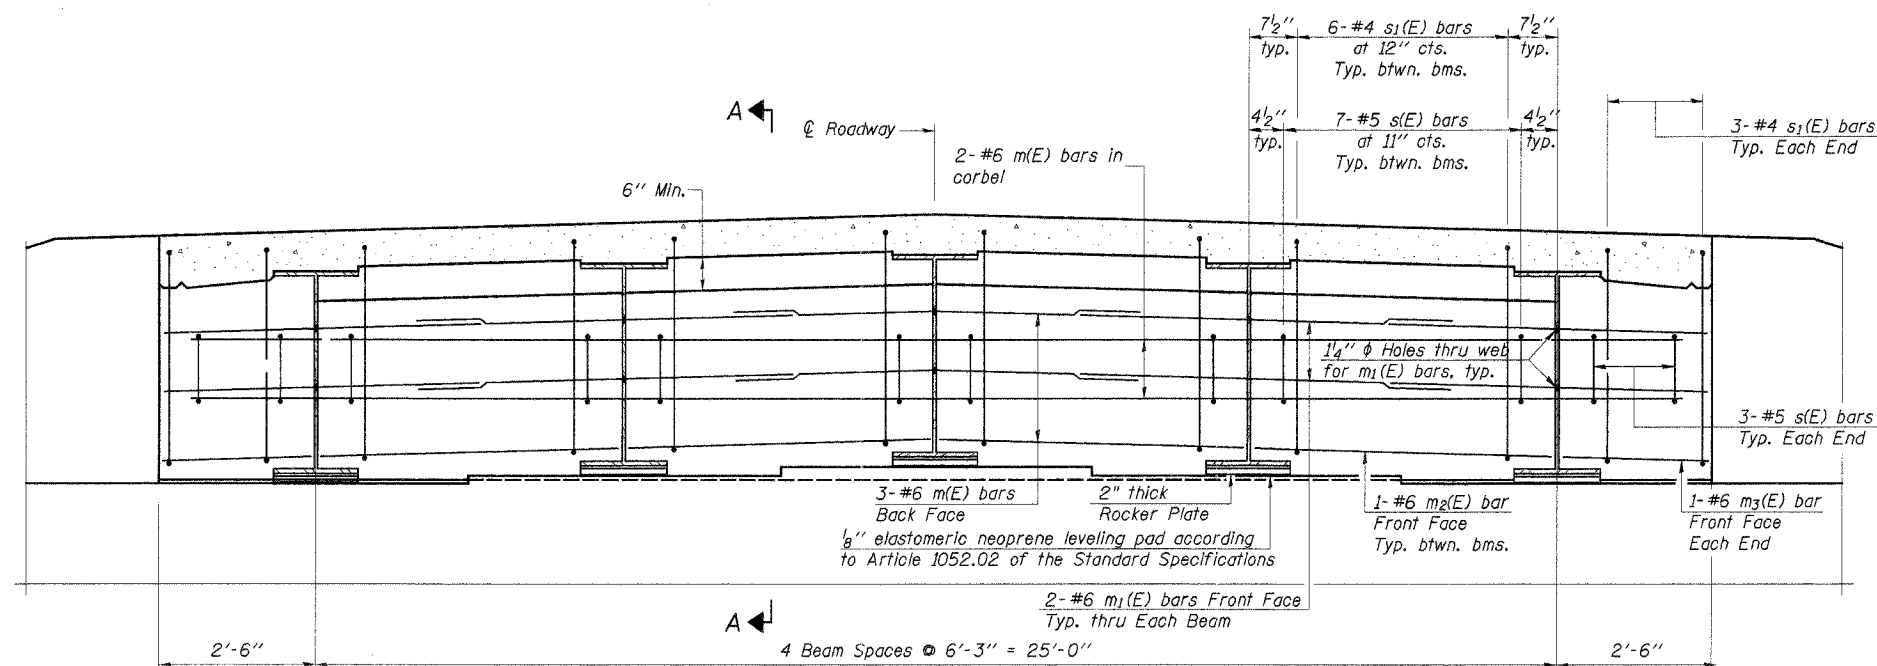 7½" typ.
6-#4 s₁(E) bars
at 12" cts.
Typ. btwn. bms.
7½" typ.
A
℄ Roadway
4½" typ.
7-#5 s(E) bars
at 11" cts.
Typ. btwn. bms.
4½" typ.
3-#4 s₁(E) bars
Typ. Each End
2-#6 m(E) bars in
corbel
6" Min.
1¼" φ Holes thru web
for m₁(E) bars, typ.
3-#5 s(E) bars
Typ. Each End
3-#6 m(E) bars
Back Face
2" thick
Rocker Plate
1-#6 m₂(E) bar
Front Face
Typ. btwn. bms.
1-#6 m₃(E) bar
Front Face
Each End
⅛" elastomeric neoprene leveling pad according
to Article 1052.02 of the Standard Specifications
2-#6 m₁(E) bars Front Face
Typ. thru Each Beam
A
2'-6"
4 Beam Spaces @ 6'-3" = 25'-0"
2'-6"